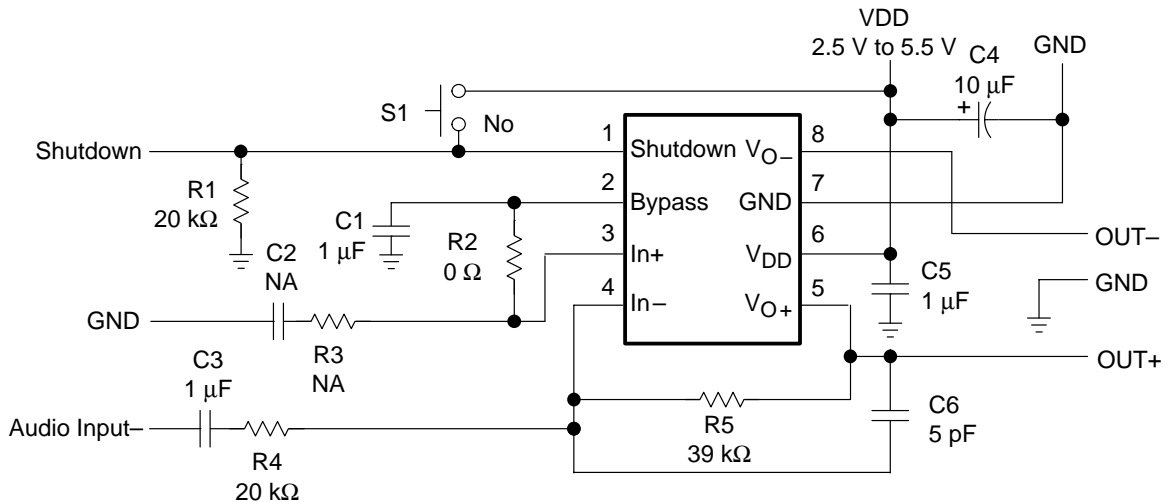 VDD
2.5 V to 5.5 V
GND
C4
10 μF
+
S1
No
Shutdown
R1
20 kΩ
1
Shutdown
VO−
8
2
Bypass
GND
7
3
In+
VDD
6
4
In−
VO+
5
C1
1 μF
R2
0 Ω
C2
NA
GND
R3
NA
C3
1 μF
Audio Input–
R4
20 kΩ
R5
39 kΩ
C5
1 μF
C6
5 pF
OUT–
GND
OUT+